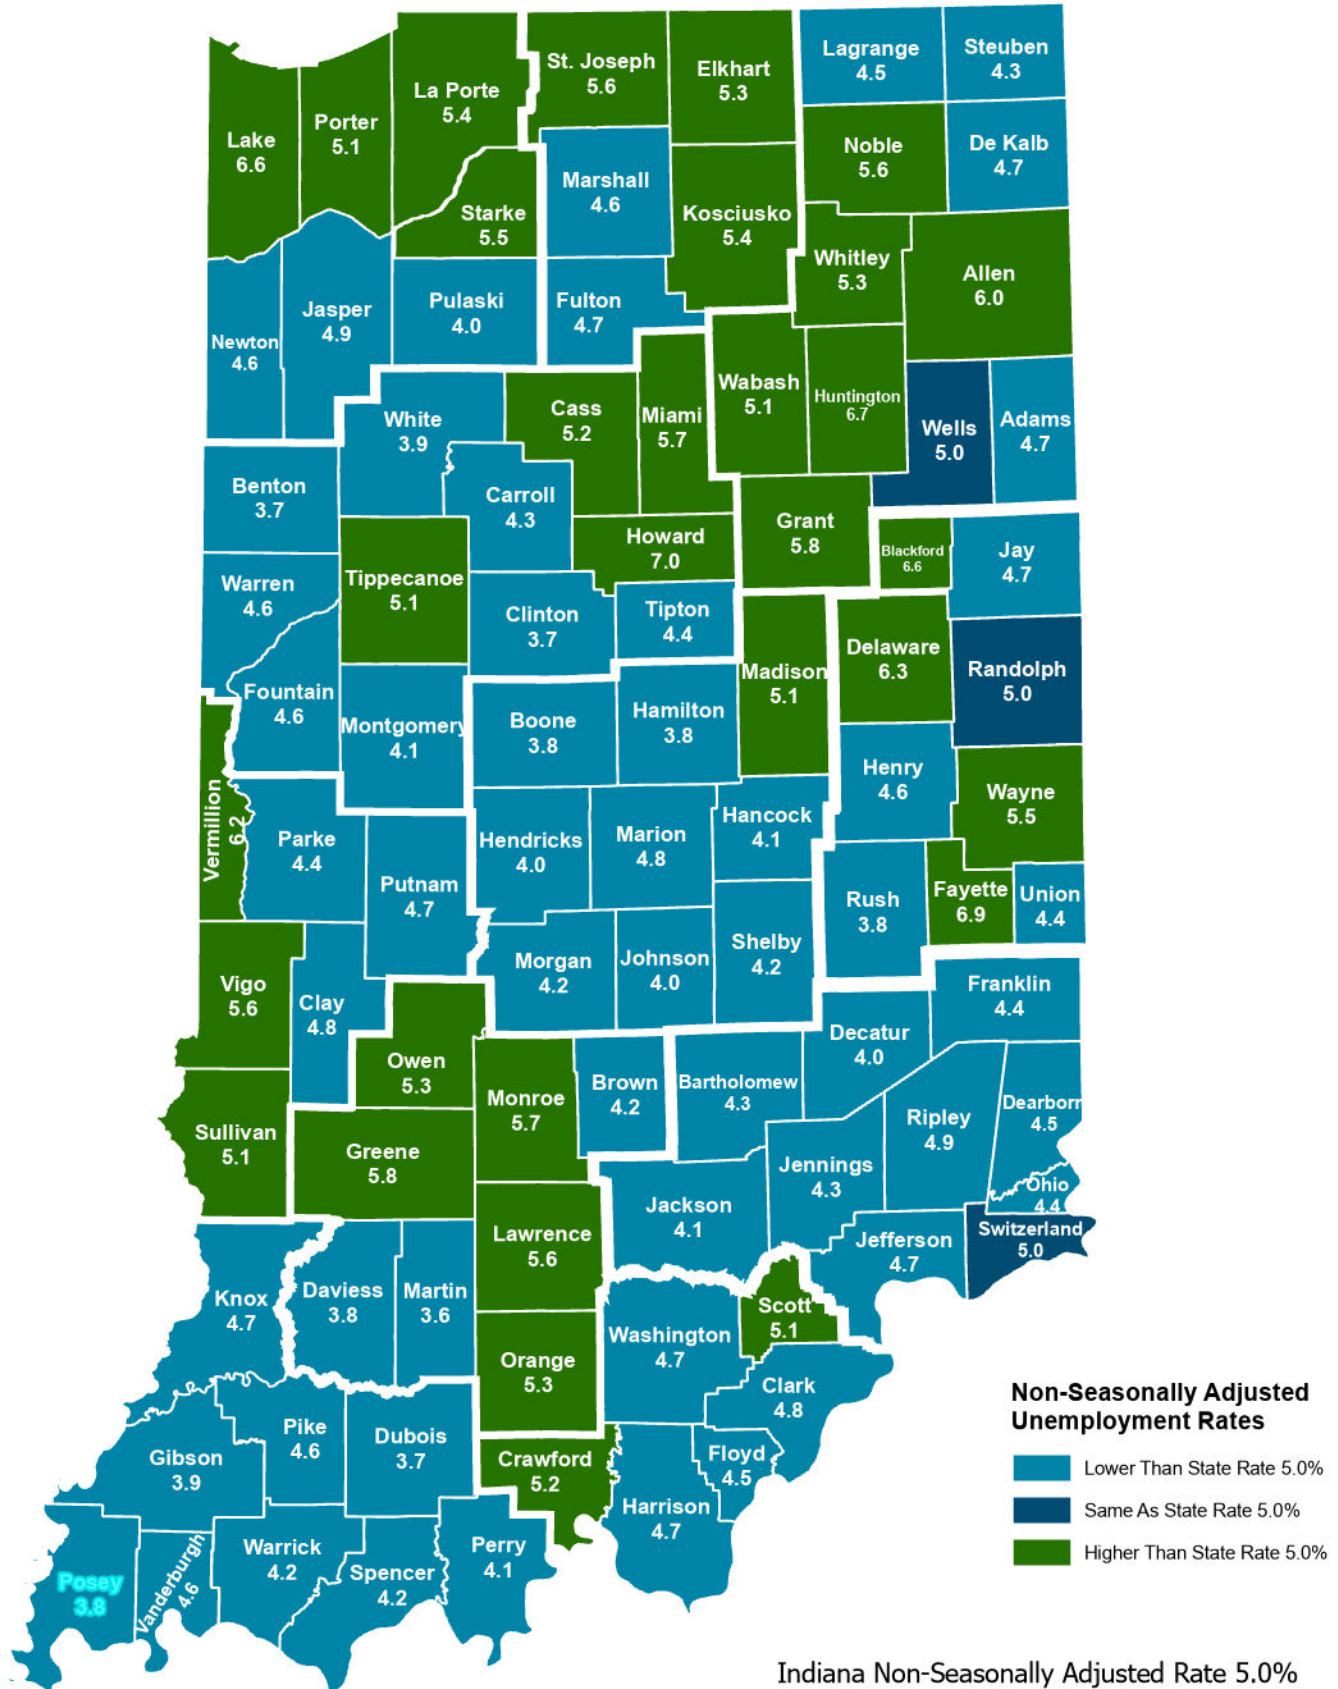 Lagrange
4.5
Steuben
4.3
St. Joseph
5.6
Elkhart
5.3
La Porte
5.4
Porter
5.1
Lake
6.6
Noble
5.6
De Kalb
4.7
Marshall
4.6
Starke
5.5
Kosciusko
5.4
Whitley
5.3
Allen
6.0
Newton
4.6
Jasper
4.9
Pulaski
4.0
Fulton
4.7
White
3.9
Cass
5.2
Miami
5.7
Wabash
5.1
Huntington
6.7
Wells
5.0
Adams
4.7
Benton
3.7
Carroll
4.3
Howard
7.0
Grant
5.8
Blackford
6.6
Jay
4.7
Warren
4.6
Tippecanoe
5.1
Clinton
3.7
Tipton
4.4
Madison
5.1
Delaware
6.3
Randolph
5.0
Fountain
4.6
Montgomery
4.1
Boone
3.8
Hamilton
3.8
Henry
4.6
Wayne
5.5
Vermillion
6.2
Parke
4.4
Putnam
4.7
Hendricks
4.0
Marion
4.8
Hancock
4.1
Rush
3.8
Fayette
6.9
Union
4.4
Vigo
5.6
Clay
4.8
Morgan
4.2
Johnson
4.0
Shelby
4.2
Franklin
4.4
Decatur
4.0
Owen
5.3
Monroe
5.7
Brown
4.2
Bartholomew
4.3
Ripley
4.9
Dearborn
4.5
Sullivan
5.1
Greene
5.8
Jennings
4.3
Ohio
4.4
Lawrence
5.6
Jackson
4.1
Jefferson
4.7
Switzerland
5.0
Knox
4.7
Daviess
3.8
Martin
3.6
Orange
5.3
Washington
4.7
Scott
5.1
Clark
4.8
Gibson
3.9
Pike
4.6
Dubois
3.7
Crawford
5.2
Floyd
4.5
Harrison
4.7
Posey
3.8
Vanderburgh
4.6
Warrick
4.2
Spencer
4.2
Perry
4.1
Non-Seasonally Adjusted
Unemployment Rates
Lower Than State Rate 5.0%
Same As State Rate 5.0%
Higher Than State Rate 5.0%
Indiana Non-Seasonally Adjusted Rate 5.0%